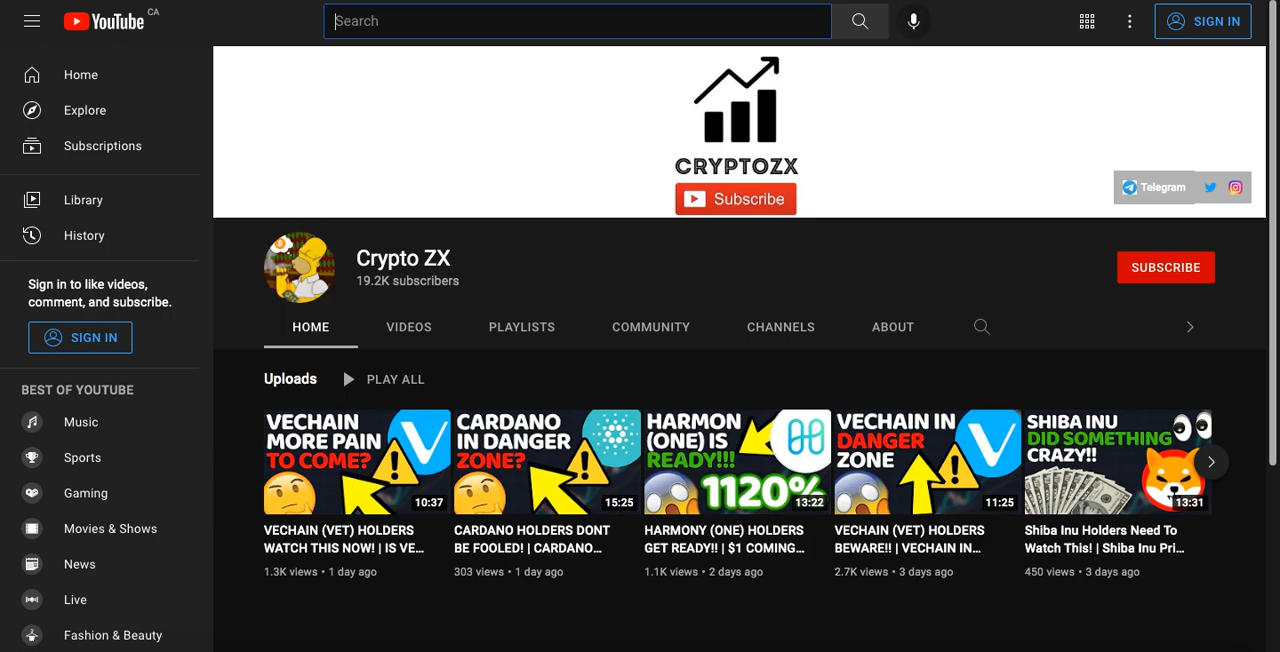 YouTube CA
Search
SIGN IN
Home
Explore
Subscriptions
Library
History
Sign in to like videos,
comment, and subscribe.
SIGN IN
BEST OF YOUTUBE
Music
Sports
Gaming
Movies & Shows
News
Live
Fashion & Beauty
CRYPTOZX
Subscribe
Telegram
Crypto ZX
19.2K subscribers
SUBSCRIBE
HOME VIDEOS PLAYLISTS COMMUNITY CHANNELS ABOUT
Uploads PLAY ALL
VECHAIN
MORE PAIN
TO COME?
10:37
VECHAIN (VET) HOLDERS
WATCH THIS NOW! | IS VE...
1.3K views • 1 day ago
CARDANO
IN DANGER
ZONE?
15:25
CARDANO HOLDERS DONT
BE FOOLED! | CARDANO...
303 views • 1 day ago
HARMON
(ONE) IS
READY!!!
1120%
13:22
HARMONY (ONE) HOLDERS
GET READY!! | $1 COMING...
1.1K views • 2 days ago
VECHAIN IN
DANGER
ZONE
11:25
VECHAIN (VET) HOLDERS
BEWARE!! | VECHAIN IN...
2.7K views • 3 days ago
SHIBA INU
DID SOMETHING
CRAZY!!
13:31
Shiba Inu Holders Need To
Watch This! | Shiba Inu Pri...
450 views • 3 days ago